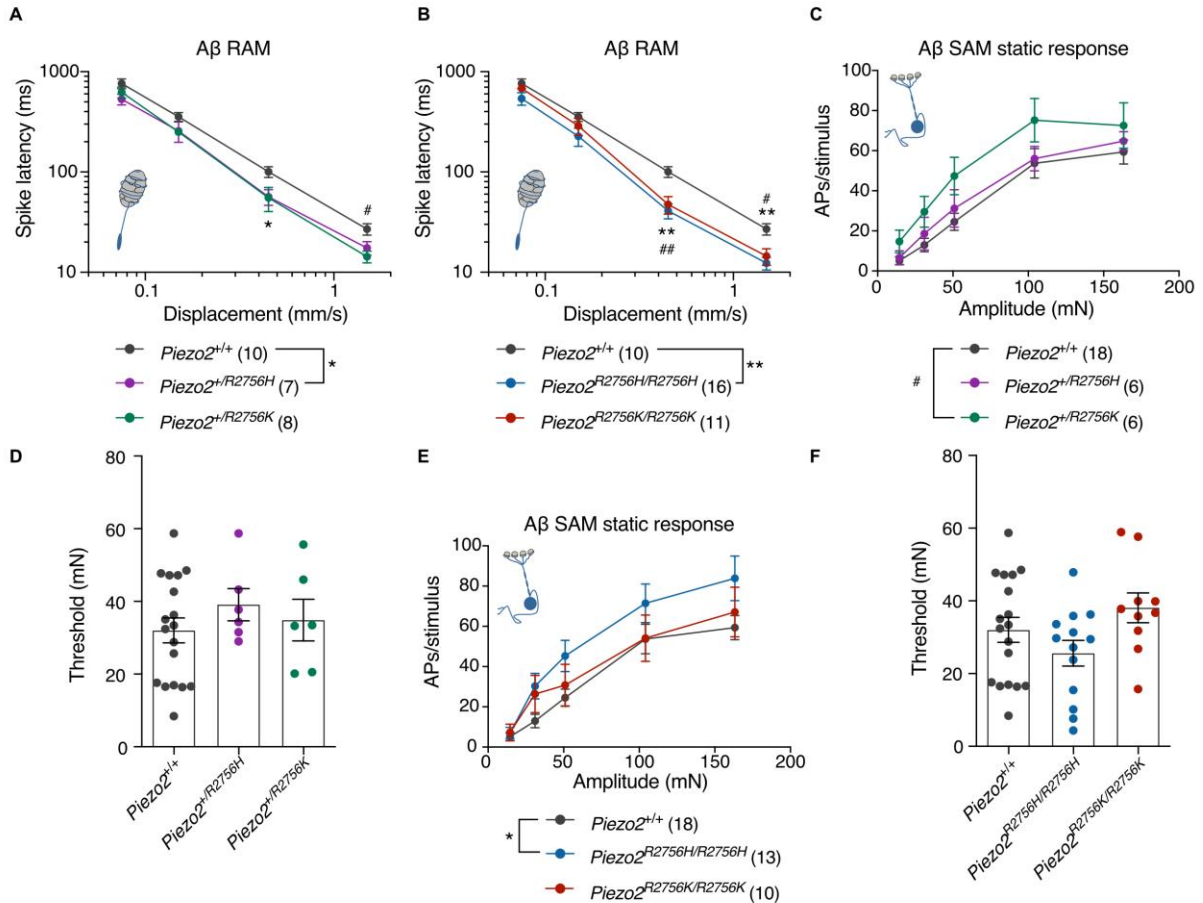 A
Aβ RAM
Spike latency (ms)
1000
100
10
0.1
1
Displacement (mm/s)
#
*
Piezo2+/+ (10)
Piezo2+/R2756H (7)
Piezo2+/R2756K (8)
*
B
Aβ RAM
Spike latency (ms)
1000
100
10
0.1
1
Displacement (mm/s)
**
##
#
**
Piezo2+/+ (10)
Piezo2R2756H/R2756H (16)
Piezo2R2756K/R2756K (11)
**
C
Aβ SAM static response
APs/stimulus
100
80
60
40
20
0
0
50
100
150
200
Amplitude (mN)
#
Piezo2+/+ (18)
Piezo2+/R2756H (6)
Piezo2+/R2756K (6)
D
Threshold (mN)
80
60
40
20
0
Piezo2+/+
Piezo2+/R2756H
Piezo2+/R2756K
E
Aβ SAM static response
APs/stimulus
100
80
60
40
20
0
0
50
100
150
200
Amplitude (mN)
*
Piezo2+/+ (18)
Piezo2R2756H/R2756H (13)
Piezo2R2756K/R2756K (10)
F
Threshold (mN)
80
60
40
20
0
Piezo2+/+
Piezo2R2756H/R2756H
Piezo2R2756K/R2756K